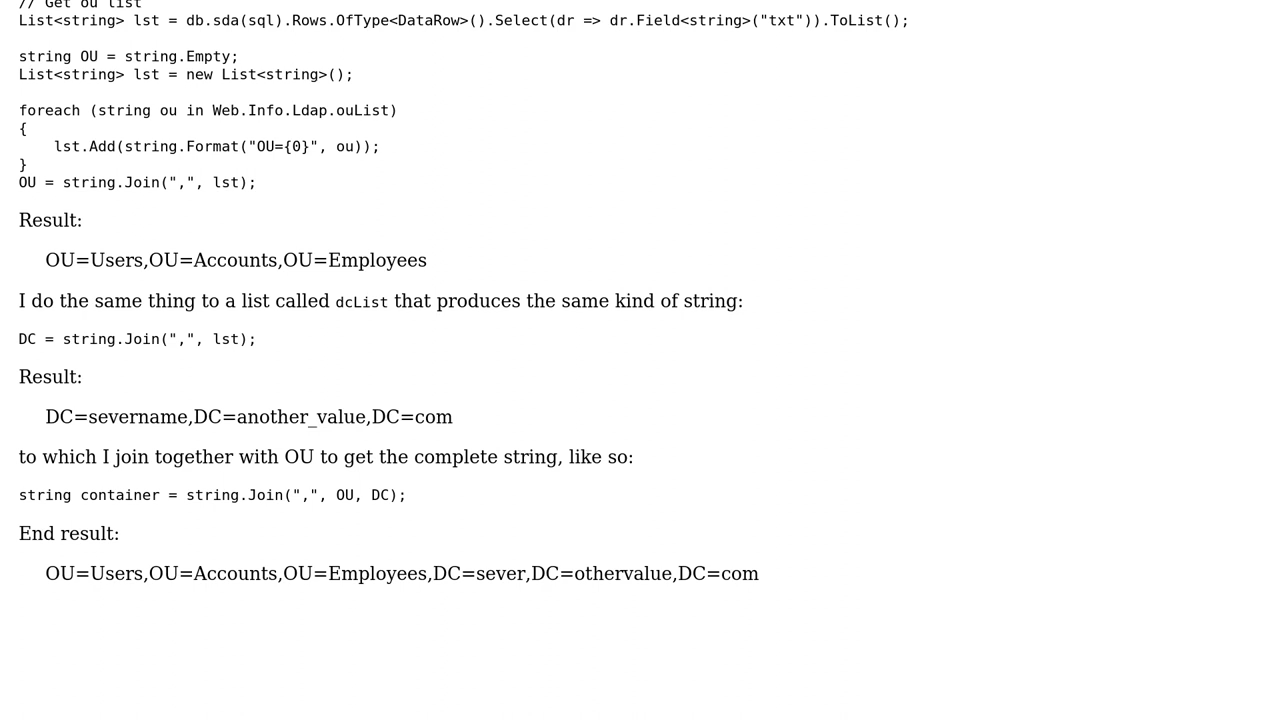 // Get ou list
List<string> lst = db.sda(sql).Rows.OfType<DataRow>().Select(dr => dr.Field<string>("txt")).ToList();
string OU = string.Empty;
List<string> lst = new List<string>();
foreach (string ou in Web.Info.Ldap.ouList)
{
    lst.Add(string.Format("OU={0}", ou));
}
OU = string.Join(",", lst);
Result:
OU=Users,OU=Accounts,OU=Employees
I do the same thing to a list called dcList that produces the same kind of string:
DC = string.Join(",", lst);
Result:
DC=severname,DC=another_value,DC=com
to which I join together with OU to get the complete string, like so:
string container = string.Join(",", OU, DC);
End result:
OU=Users,OU=Accounts,OU=Employees,DC=sever,DC=othervalue,DC=com